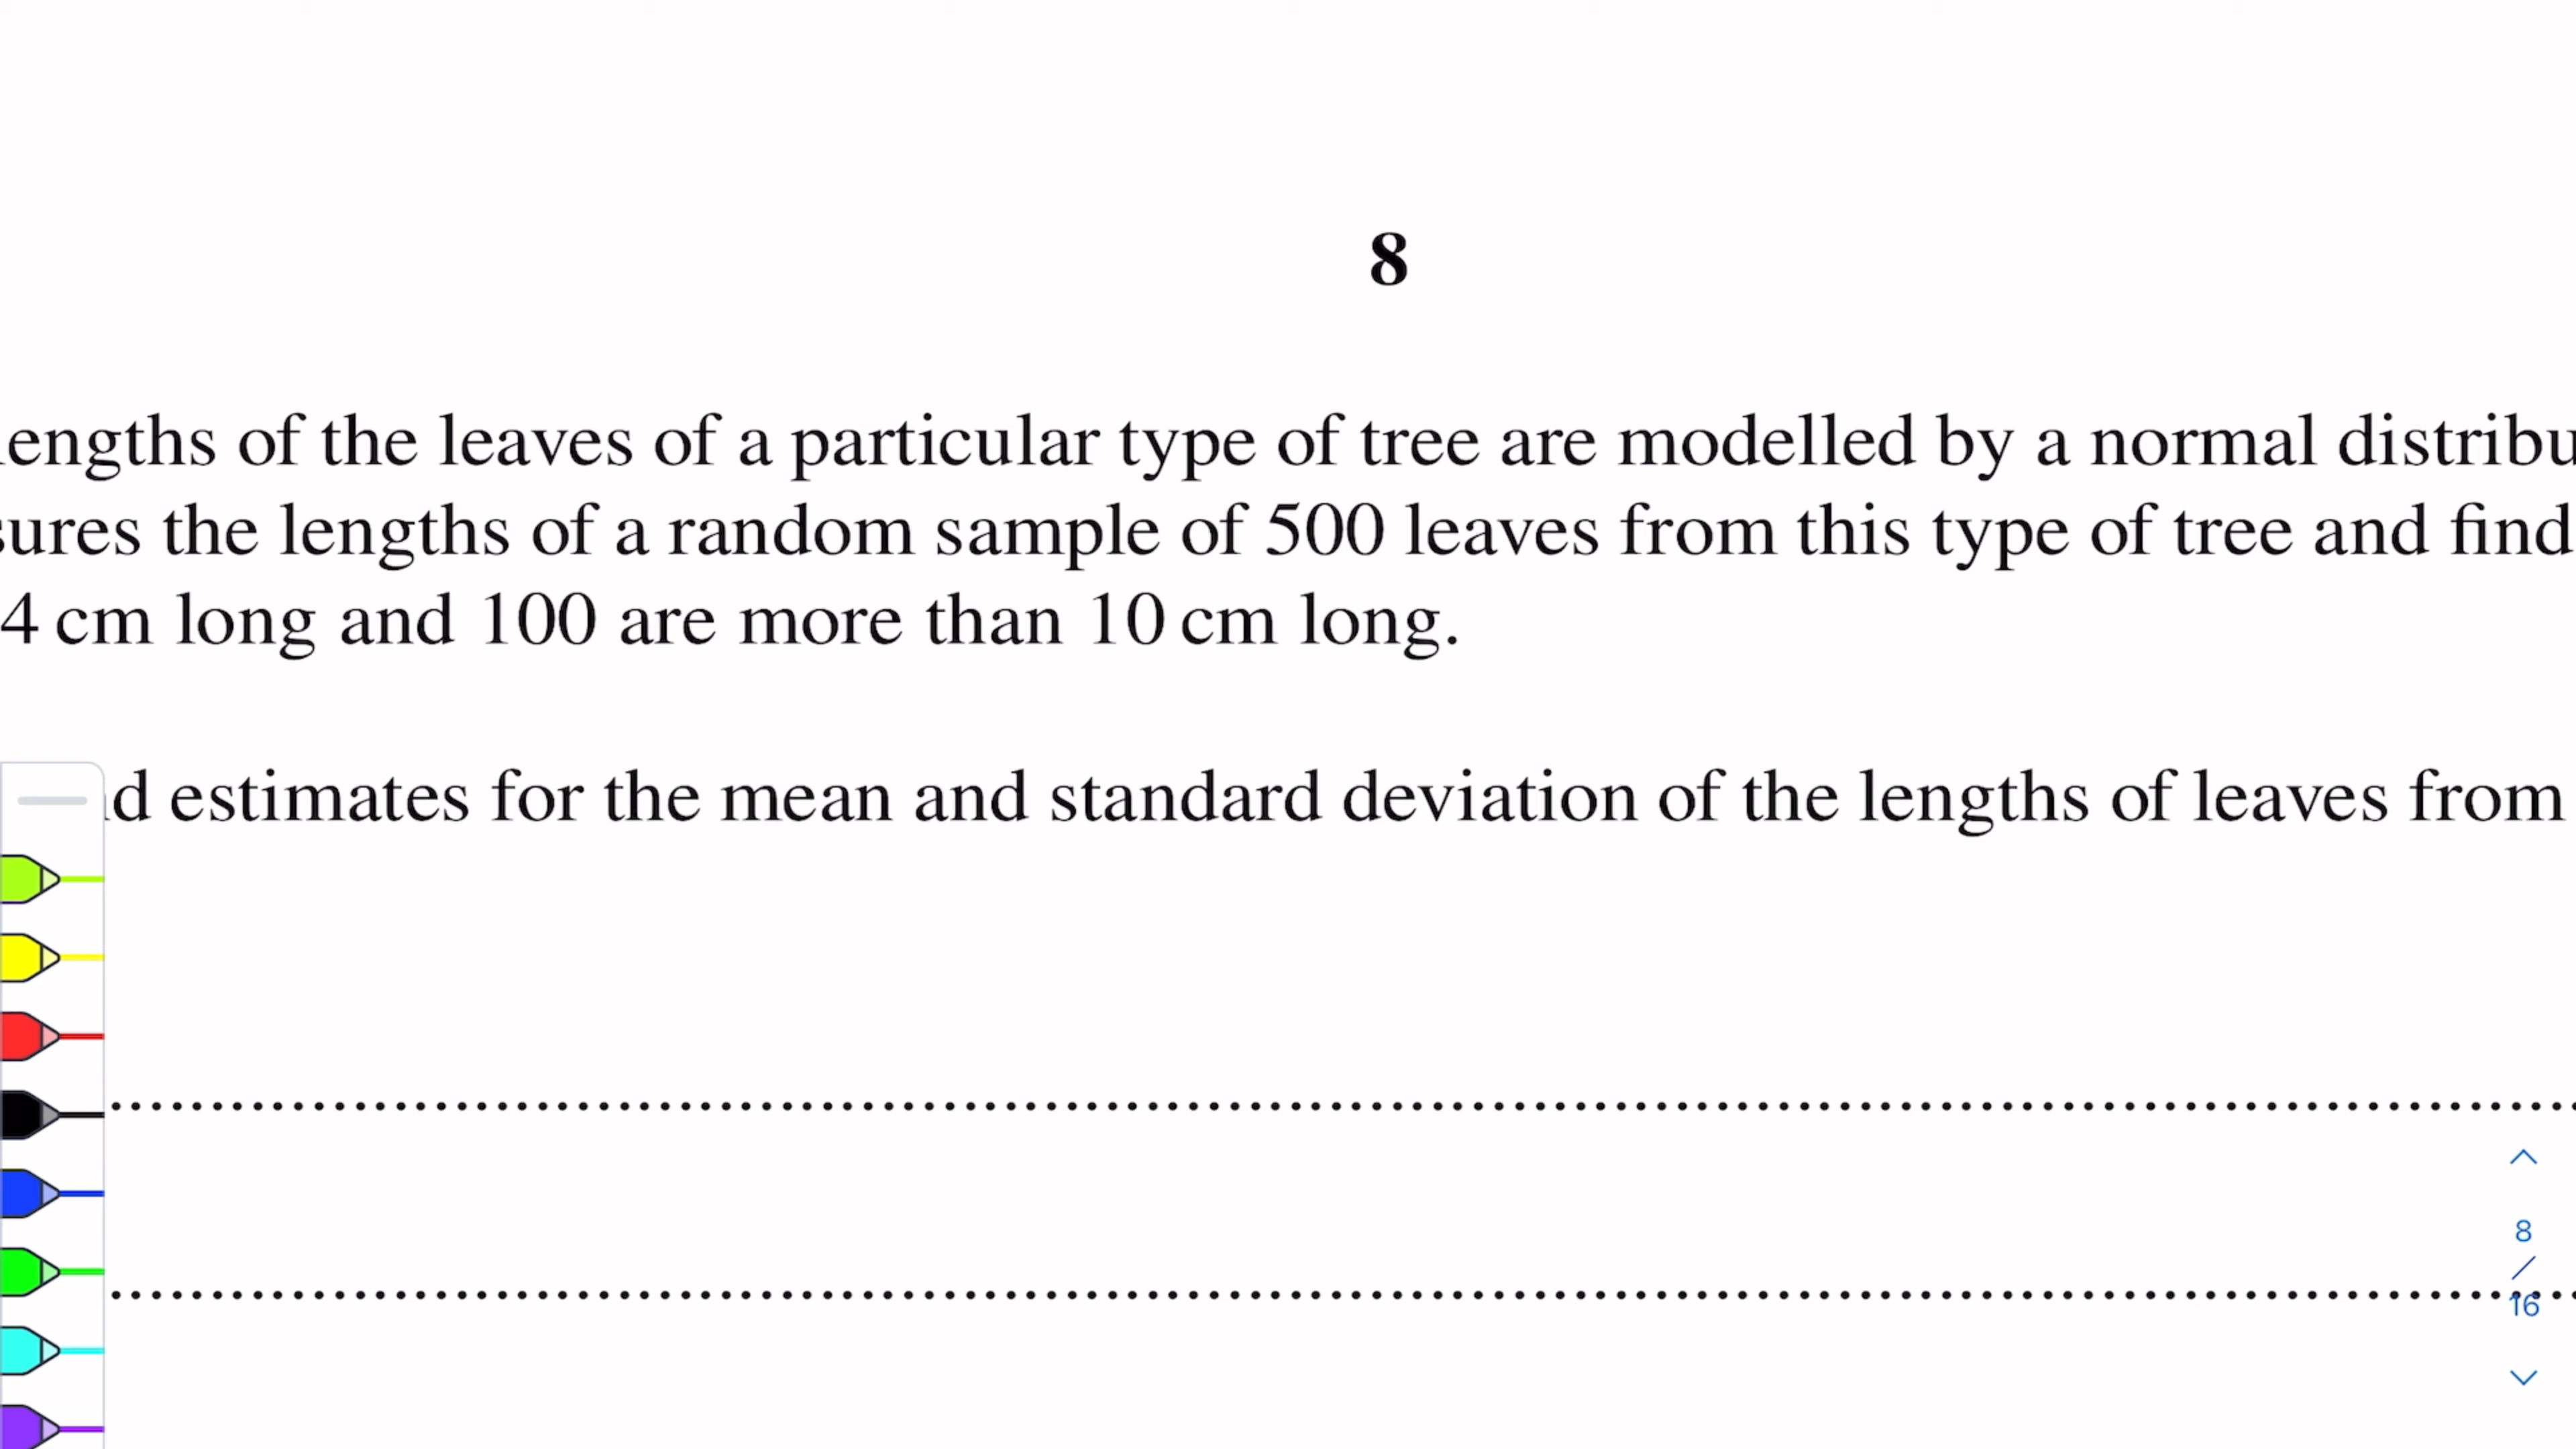 8
lengths of the leaves of a particular type of tree are modelled by a normal distribu
sures the lengths of a random sample of 500 leaves from this type of tree and find
4 cm long and 100 are more than 10 cm long.
d estimates for the mean and standard deviation of the lengths of leaves from
8
/
16